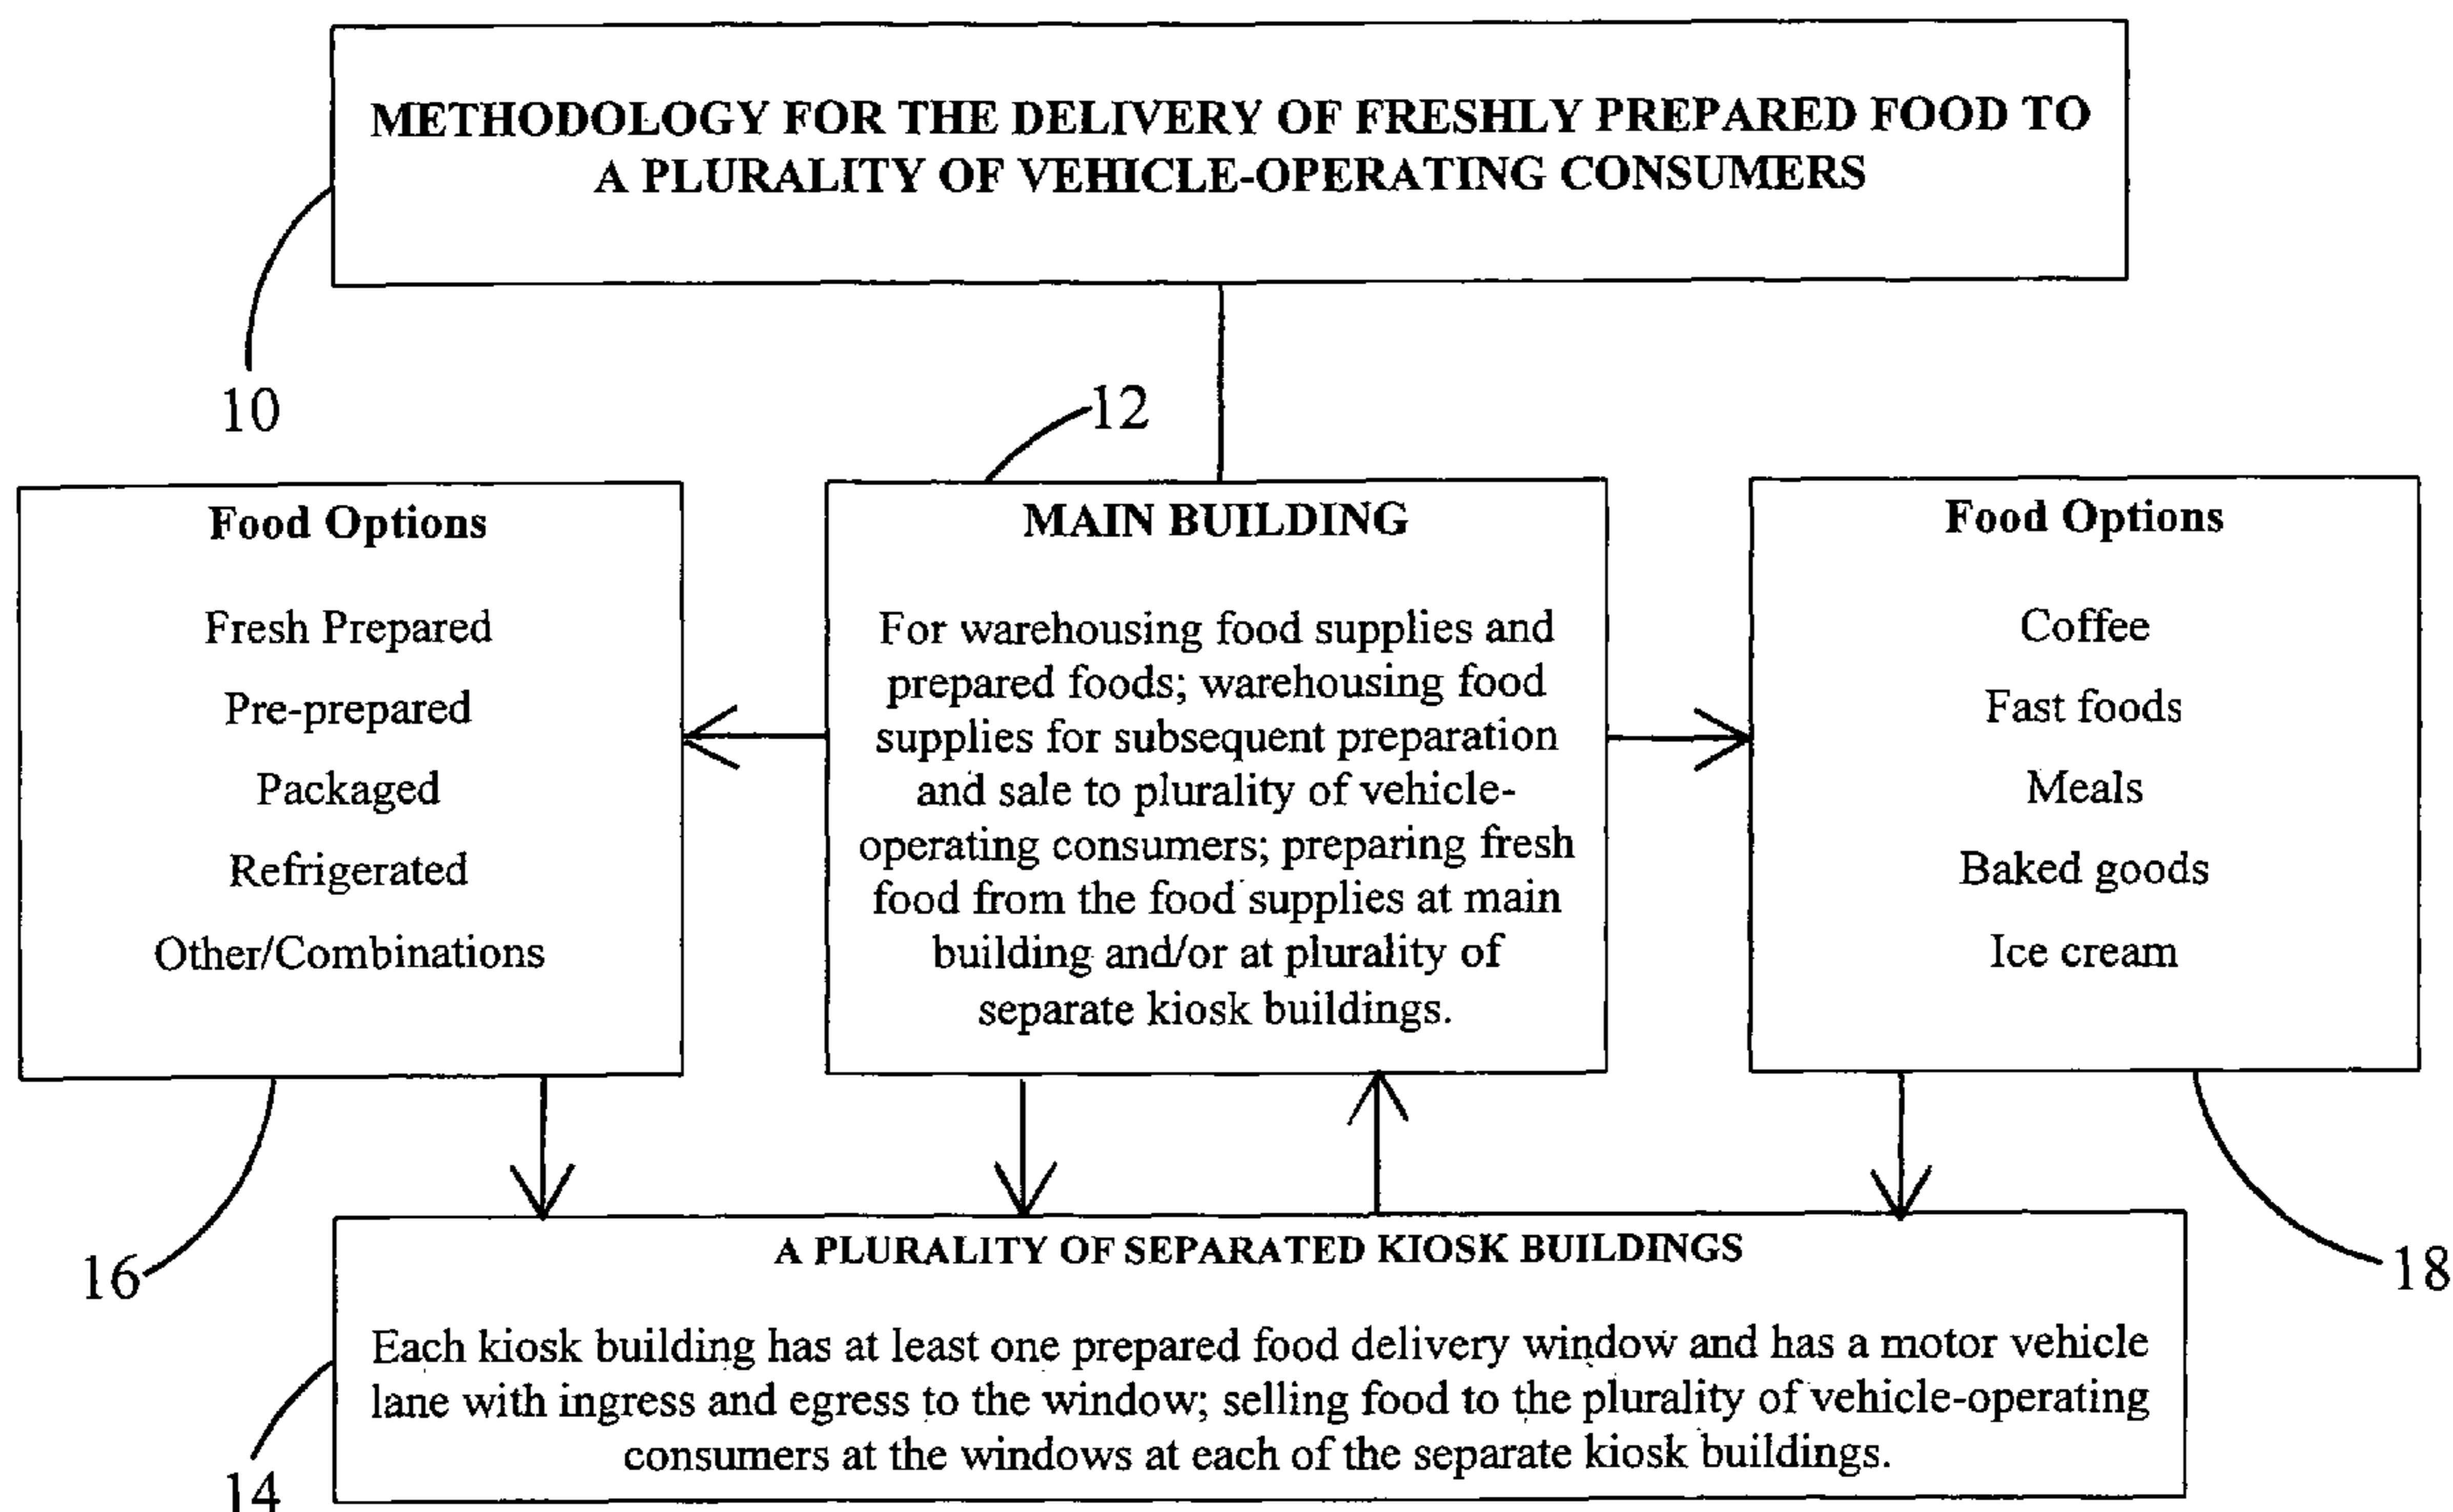 METHODOLOGY FOR THE DELIVERY OF FRESHLY PREPARED FOOD TO
A PLURALITY OF VEHICLE-OPERATING CONSUMERS
10
12
Food Options
Fresh Prepared
Pre-prepared
Packaged
Refrigerated
Other/Combinations
MAIN BUILDING
For warehousing food supplies and
prepared foods; warehousing food
supplies for subsequent preparation
and sale to plurality of vehicle-
operating consumers; preparing fresh
food from the food supplies at main
building and/or at plurality of
separate kiosk buildings.
Food Options
Coffee
Fast foods
Meals
Baked goods
Ice cream
16
18
A PLURALITY OF SEPARATED KIOSK BUILDINGS
Each kiosk building has at least one prepared food delivery window and has a motor vehicle
lane with ingress and egress to the window; selling food to the plurality of vehicle-operating
consumers at the windows at each of the separate kiosk buildings.
14